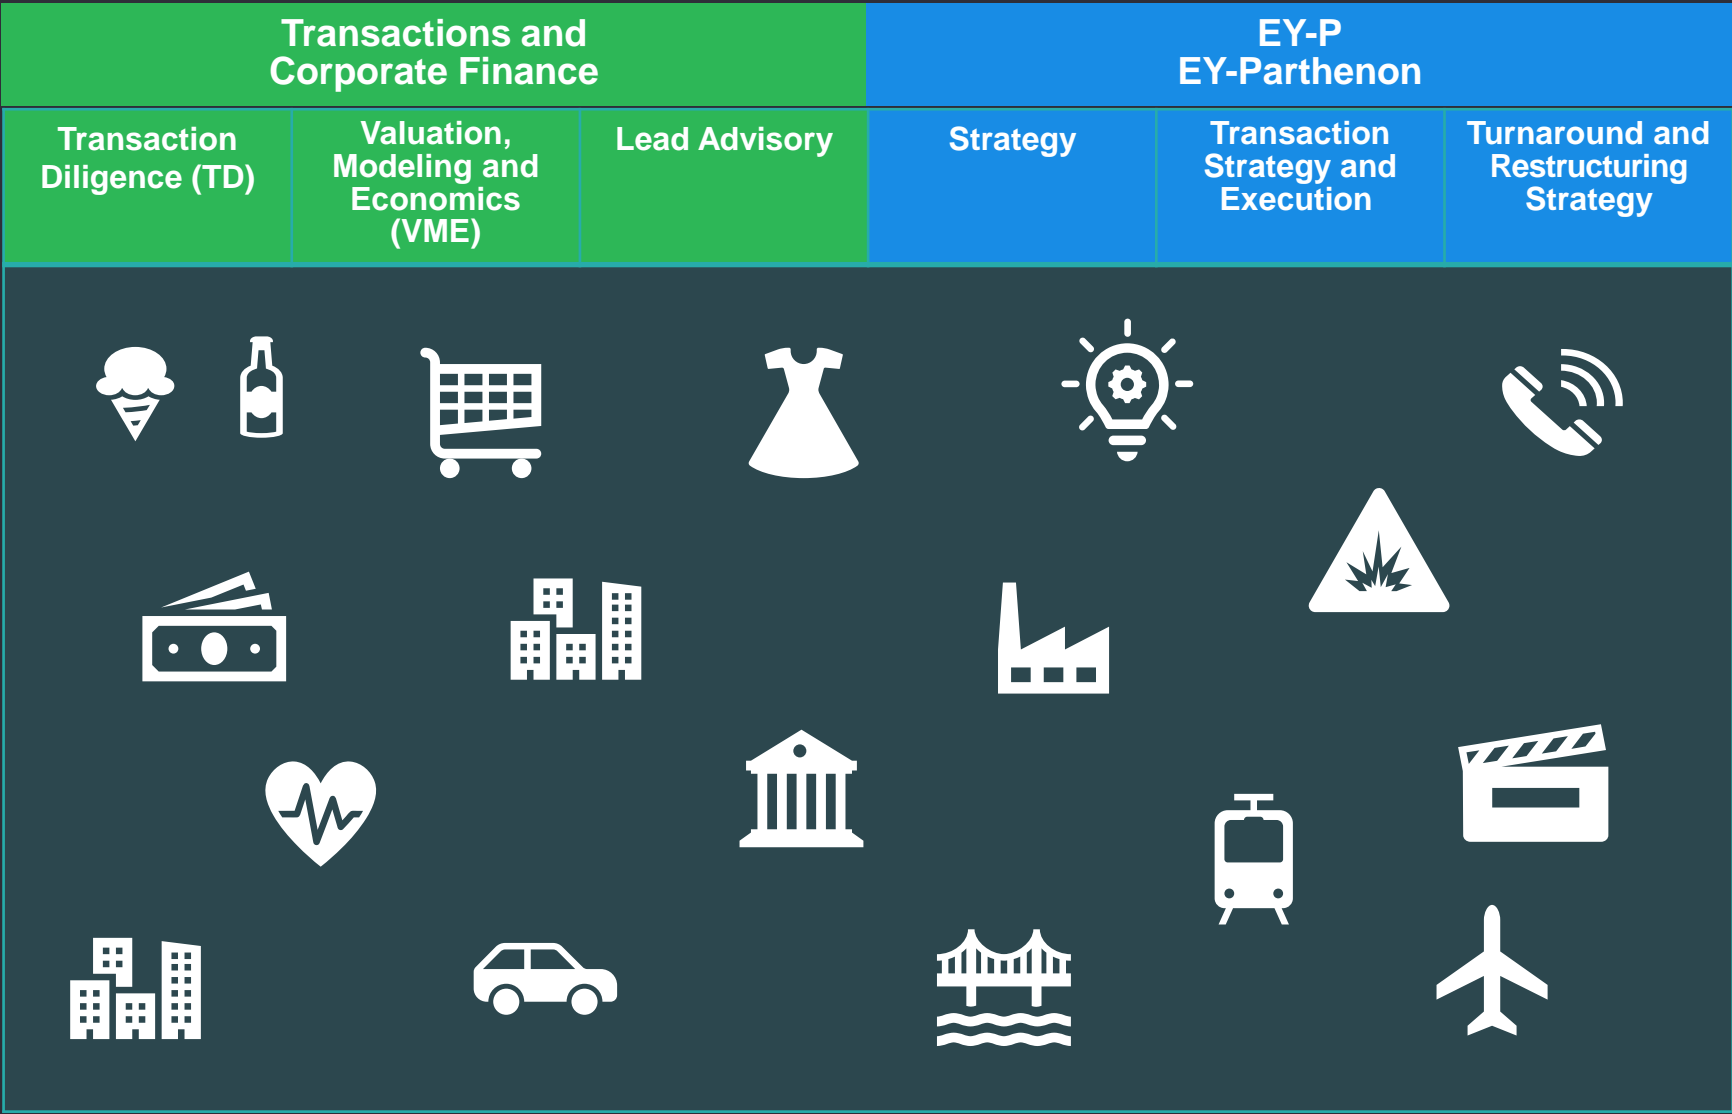 Transactions and
Corporate Finance
EY-P
EY-Parthenon
Transaction
Diligence (TD)
Valuation,
Modeling and
Economics
(VME)
Lead Advisory
Strategy
Transaction
Strategy and
Execution
Turnaround and
Restructuring
Strategy